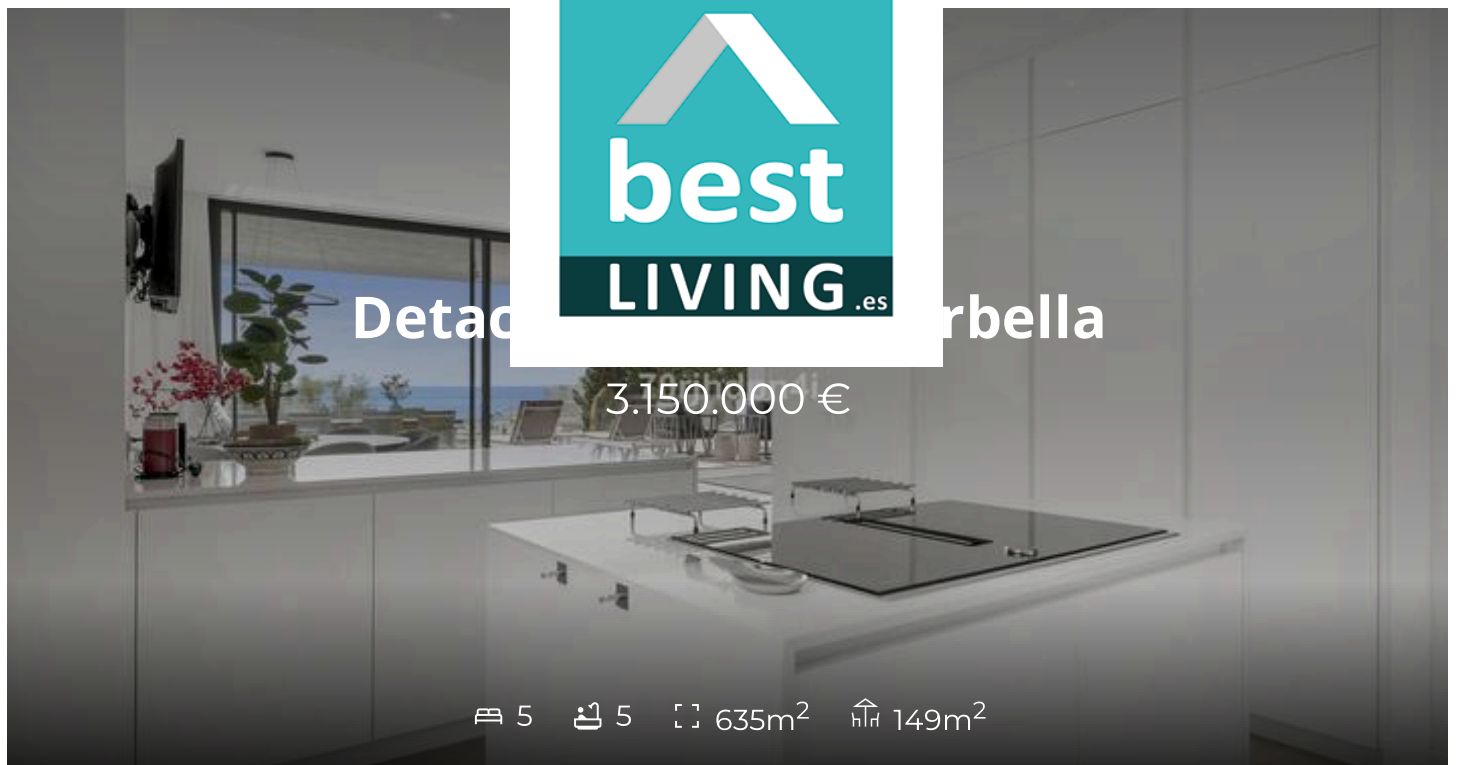 best
LIVING.es
Detac rbella
3.150.000 €
5 5 635m² 149m²